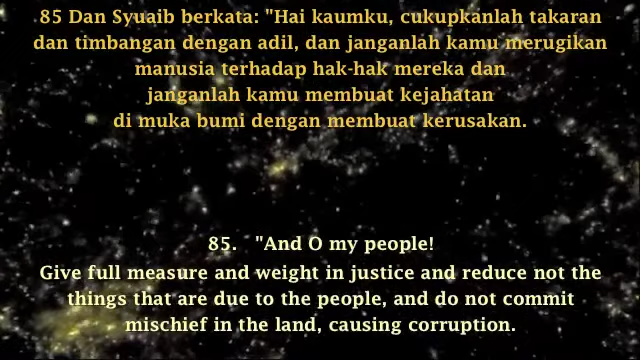 85 Dan Syuaib berkata: "Hai kaumku, cukupkanlah takaran
dan timbangan dengan adil, dan janganlah kamu merugikan
manusia terhadap hak-hak mereka dan
janganlah kamu membuat kejahatan
di muka bumi dengan membuat kerusakan.
85. "And O my people!
Give full measure and weight in justice and reduce not the
things that are due to the people, and do not commit
mischief in the land, causing corruption.